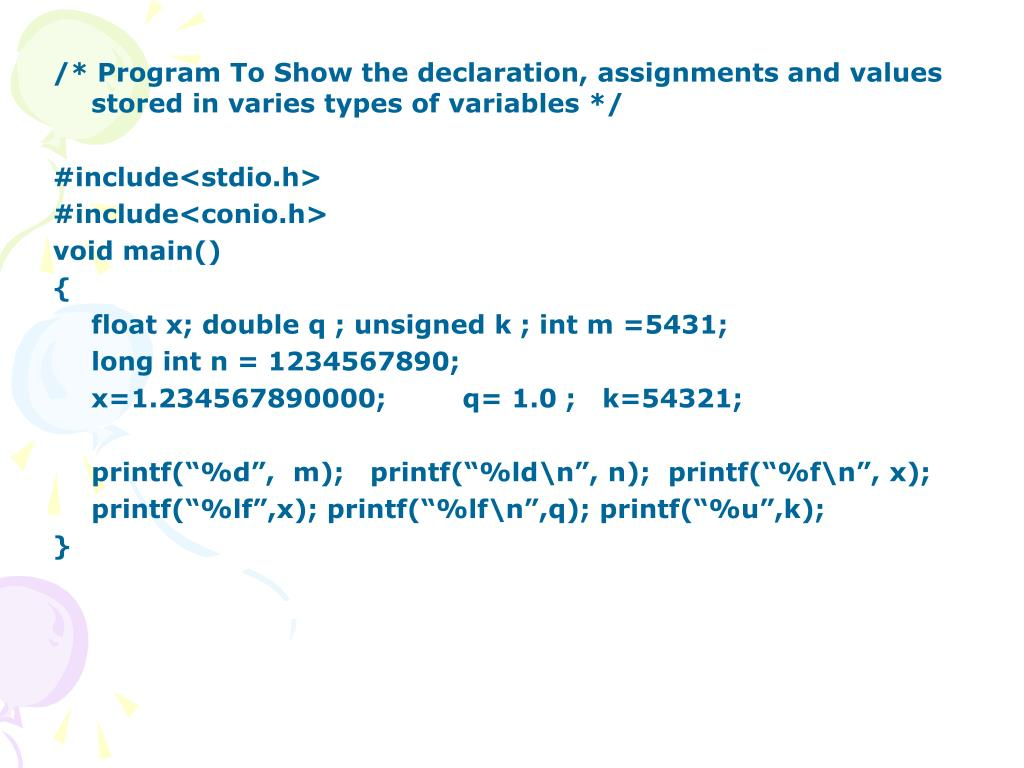 /* Program To Show the declaration, assignments and values
stored in varies types of variables */
#include<stdio.h>
#include<conio.h>
void main()
{
float x; double q ; unsigned k ; int m =5431;
long int n = 1234567890;
x=1.234567890000; q= 1.0 ; k=54321;
printf(“%d”, m); printf(“%ld\n”, n); printf(“%f\n”, x);
printf(“%lf”,x); printf(“%lf\n”,q); printf(“%u”,k);
}